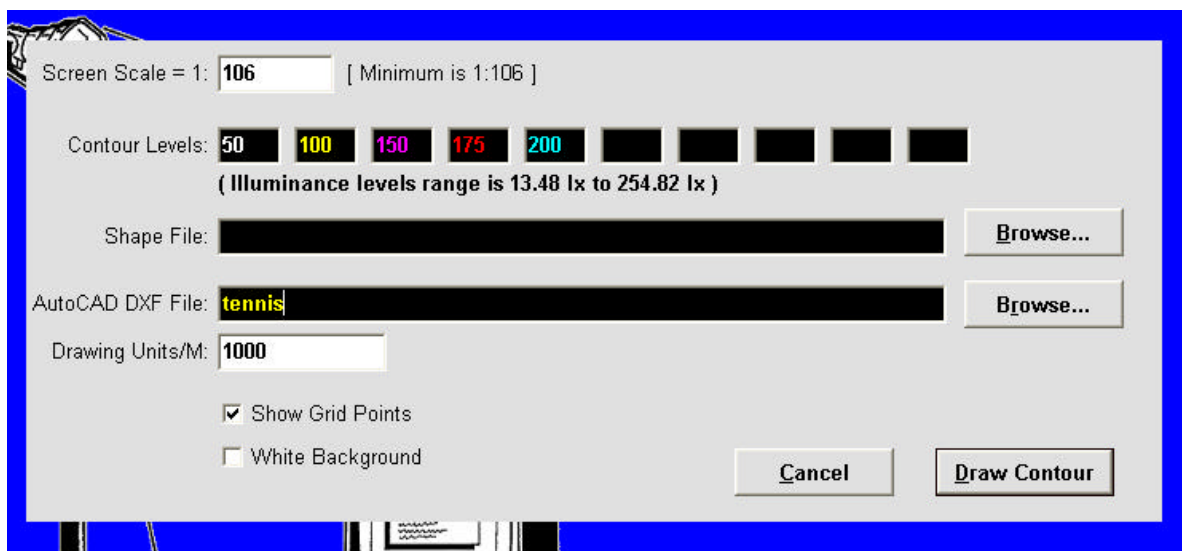 Screen Scale = 1: 106 [ Minimum is 1:106 ]
Contour Levels: 50 100 150 175 200
( Illuminance levels range is 13.48 lx to 254.82 lx )
Shape File: Browse...
AutoCAD DXF File: tennis Browse...
Drawing Units/M: 1000
Show Grid Points
White Background
Cancel Draw Contour